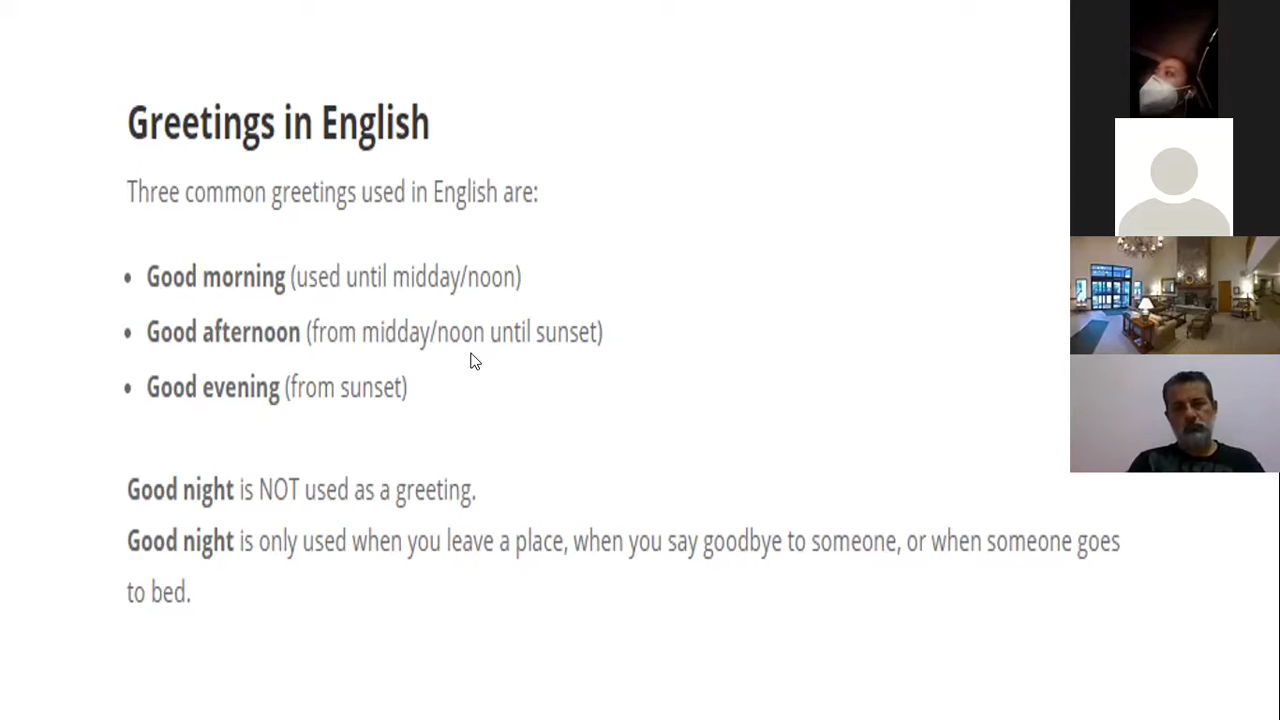 Greetings in English
Three common greetings used in English are:
• Good morning (used until midday/noon)
• Good afternoon (from midday/noon until sunset)
• Good evening (from sunset)
Good night is NOT used as a greeting.
Good night is only used when you leave a place, when you say goodbye to someone, or when someone goes
to bed.